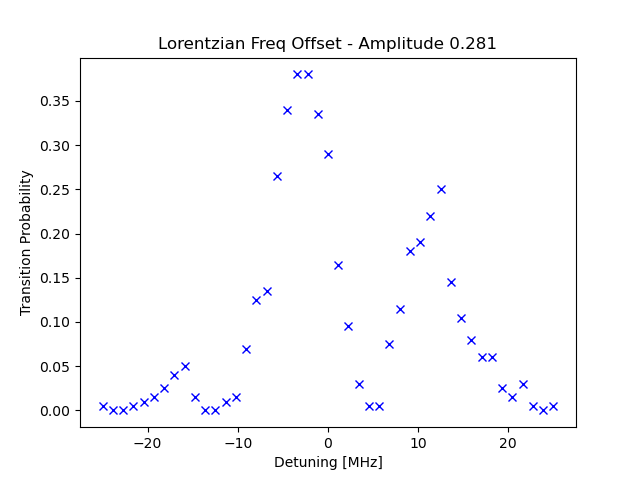 Lorentzian Freq Offset - Amplitude 0.281
0.35
0.30
0.25
0.20
0.15
0.10
0.05
0.00
Transition Probability
−20 −10 0 10 20
Detuning [MHz]